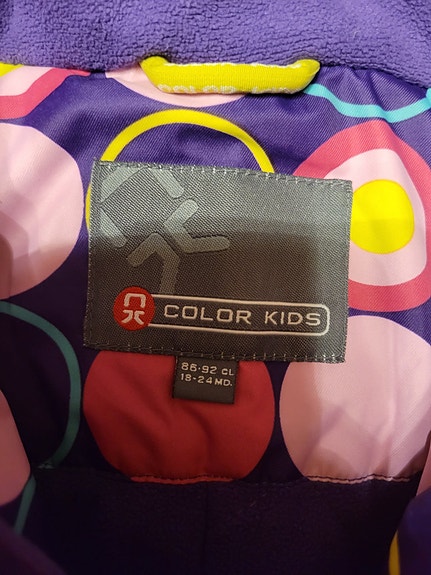 COLOR KIDS
86-92 CL
18-24 MD.